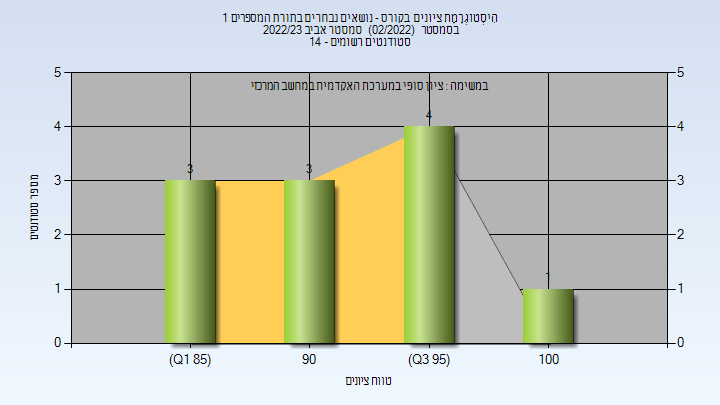 הִיסְטוֹגְרָמַת ציונים בקורס - נושאים נבחרים בתורת המספרים 1
בסמסטר (02/2022) סמסטר אביב 2022/23
סטודנטים רשומים - 14
במשימה : ציון סופי במערכת האקדמית במחשב המרכזי
5 5
4 4
3 3
2 2
1 1
0 0
מספר סטודנטים
3 3 4 1
(Q1 85) 90 (Q3 95) 100
טווח ציונים